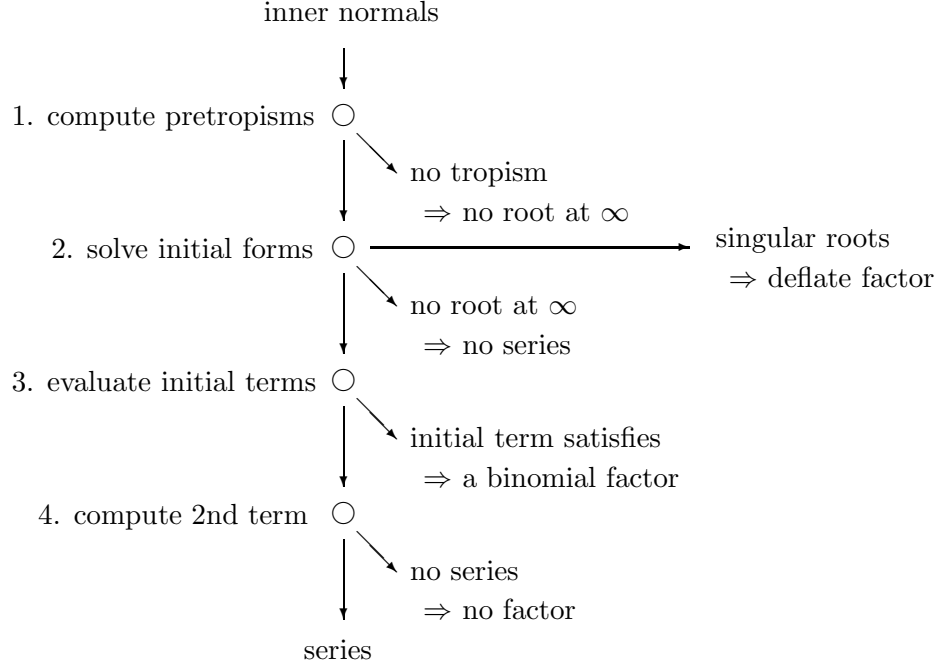 inner normals
1. compute pretropisms
no tropism
⇒ no root at ∞
2. solve initial forms
singular roots
⇒ deflate factor
no root at ∞
⇒ no series
3. evaluate initial terms
initial term satisfies
⇒ a binomial factor
4. compute 2nd term
no series
⇒ no factor
series